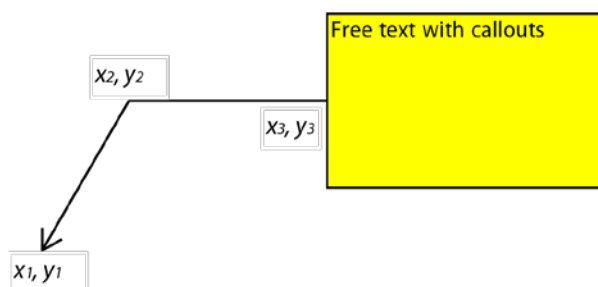 Free text with callouts
x2, y2
x3, y3
x1, y1